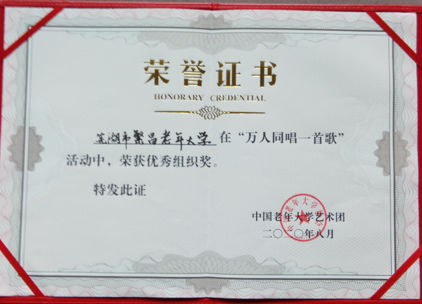 荣誉证书
HONORARY CREDENTIAL
芜湖市繁昌老年大学 在“万人同唱一首歌”
活动中，荣获优秀组织奖。
特发此证
中国老年大学艺术团
二〇二〇年八月